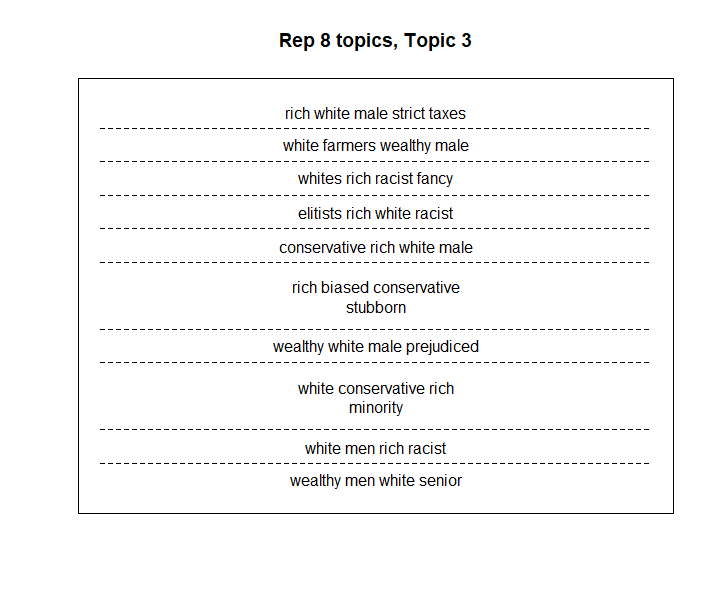 Rep 8 topics, Topic 3
rich white male strict taxes
white farmers wealthy male
whites rich racist fancy
elitists rich white racist
conservative rich white male
rich biased conservative
stubborn
wealthy white male prejudiced
white conservative rich
minority
white men rich racist
wealthy men white senior